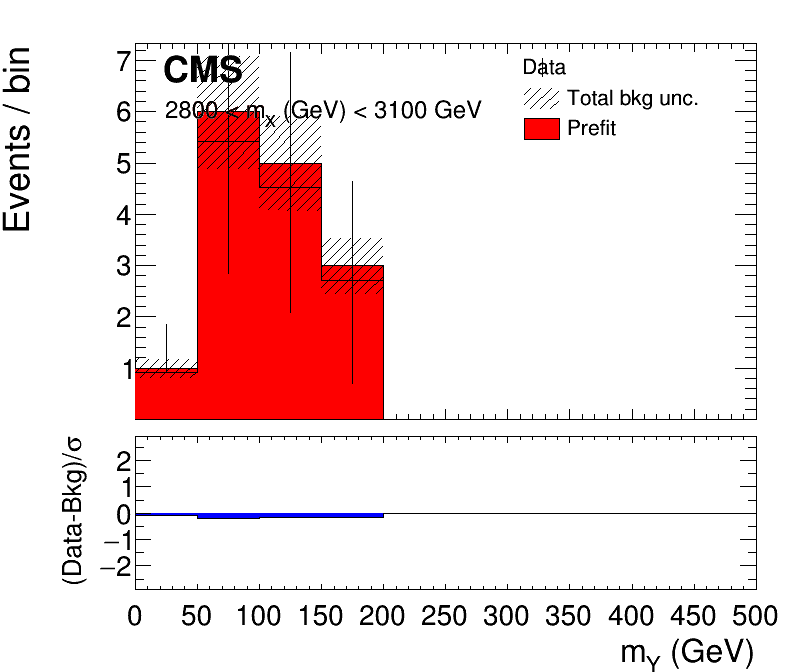 Events / bin
7
6
5
4
3
2
1
CMS
2800 < mX (GeV) < 3100 GeV
Data
Total bkg unc.
Prefit
(Data-Bkg)/σ
2
1
0
−1
−2
0 50 100 150 200 250 300 350 400 450 500
mY (GeV)